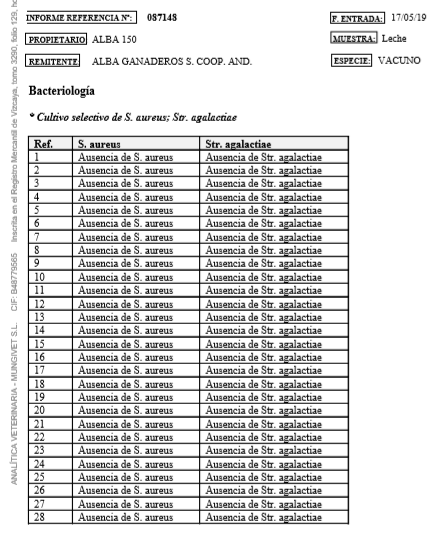 INFORME REFERENCIA Nº: 087148 F. ENTRADA: 17/05/19
PROPIETARIO ALBA 150 MUESTRA: Leche
REMITENTE ALBA GANADEROS S. COOP. AND. ESPECIE: VACUNO
Bacteriología
* Cultivo selectivo de S. aureus; Str. agalactiae
Ref. S. aureus Str. agalactiae
1 Ausencia de S. aureus Ausencia de Str. agalactiae
2 Ausencia de S. aureus Ausencia de Str. agalactiae
3 Ausencia de S. aureus Ausencia de Str. agalactiae
4 Ausencia de S. aureus Ausencia de Str. agalactiae
5 Ausencia de S. aureus Ausencia de Str. agalactiae
6 Ausencia de S. aureus Ausencia de Str. agalactiae
7 Ausencia de S. aureus Ausencia de Str. agalactiae
8 Ausencia de S. aureus Ausencia de Str. agalactiae
9 Ausencia de S. aureus Ausencia de Str. agalactiae
10 Ausencia de S. aureus Ausencia de Str. agalactiae
11 Ausencia de S. aureus Ausencia de Str. agalactiae
12 Ausencia de S. aureus Ausencia de Str. agalactiae
13 Ausencia de S. aureus Ausencia de Str. agalactiae
14 Ausencia de S. aureus Ausencia de Str. agalactiae
15 Ausencia de S. aureus Ausencia de Str. agalactiae
16 Ausencia de S. aureus Ausencia de Str. agalactiae
17 Ausencia de S. aureus Ausencia de Str. agalactiae
18 Ausencia de S. aureus Ausencia de Str. agalactiae
19 Ausencia de S. aureus Ausencia de Str. agalactiae
20 Ausencia de S. aureus Ausencia de Str. agalactiae
21 Ausencia de S. aureus Ausencia de Str. agalactiae
22 Ausencia de S. aureus Ausencia de Str. agalactiae
23 Ausencia de S. aureus Ausencia de Str. agalactiae
24 Ausencia de S. aureus Ausencia de Str. agalactiae
25 Ausencia de S. aureus Ausencia de Str. agalactiae
26 Ausencia de S. aureus Ausencia de Str. agalactiae
27 Ausencia de S. aureus Ausencia de Str. agalactiae
28 Ausencia de S. aureus Ausencia de Str. agalactiae
ANALÍTICA VETERINARIA - MUNGIVET S.L. CIF: B48779565 Inscrita en el Registro Mercantil de Vizcaya, tomo 3290, folio 129,